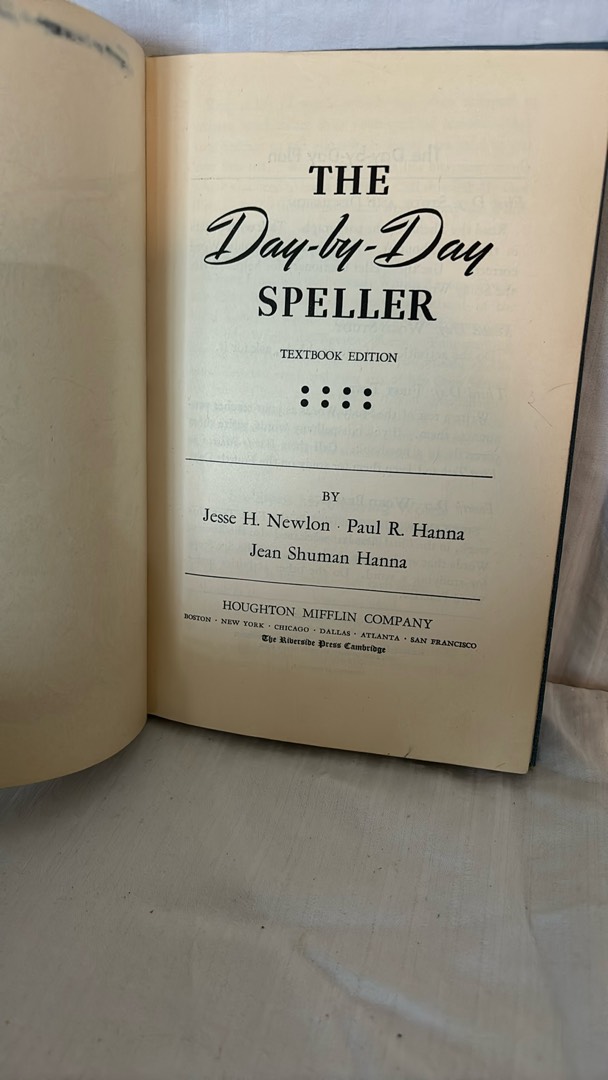 THE
Day-by-Day
SPELLER
TEXTBOOK EDITION
BY
Jesse H. Newlon · Paul R. Hanna
Jean Shuman Hanna
HOUGHTON MIFFLIN COMPANY
BOSTON · NEW YORK · CHICAGO · DALLAS · ATLANTA · SAN FRANCISCO
The Riverside Press Cambridge